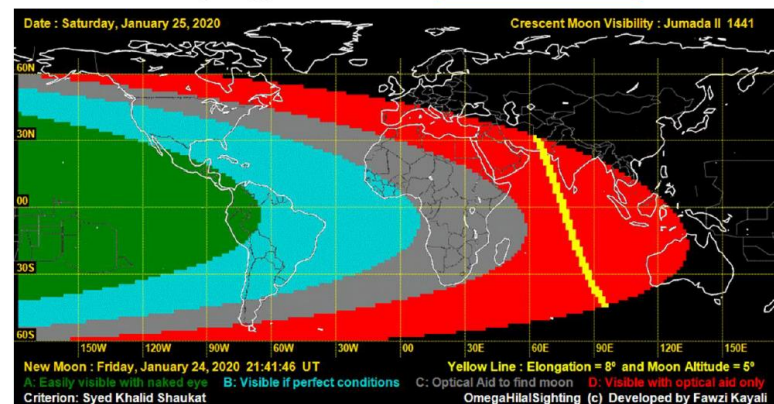 Date : Saturday, January 25, 2020
Crescent Moon Visibility : Jumada II 1441
60N
30N
00
30S
60S
150W 120W 90W 60W 30W 00 30E 60E 90E 120E 150E
New Moon : Friday, January 24, 2020 21:41:46 UT
Yellow Line : Elongation = 8º and Moon Altitude = 5º
A: Easily visible with naked eye B: Visible if perfect conditions C: Optical Aid to find moon D: Visible with optical aid only
Criterion: Syed Khalid Shaukat
OmegaHilalSighting (c) Developed by Fawzi Kayali